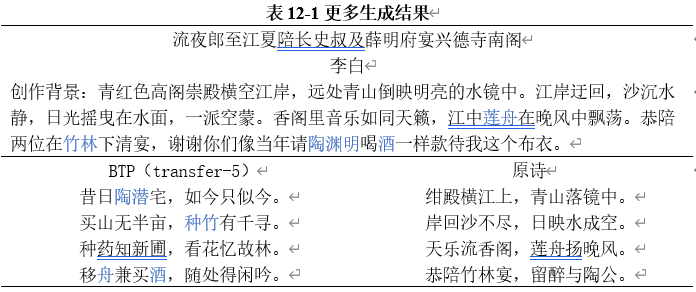 表 12-1 更多生成结果
流夜郎至江夏陪长史叔及薛明府宴兴德寺南阁
李白
创作背景：青红色高阁崇殿横空江岸，远处青山倒映明亮的水镜中。江岸迂回，沙沉水
静，日光摇曳在水面，一派空蒙。香阁里音乐如同天籁，江中莲舟在晚风中飘荡。恭陪
两位在竹林下清宴，谢谢你们像当年请陶渊明喝酒一样款待我这个布衣。
BTP（transfer-5）
昔日陶潜宅，如今只似今。
买山无半亩，种竹有千寻。
种药知新圃，看花忆故林。
移舟兼买酒，随处得闲吟。
原诗
绀殿横江上，青山落镜中。
岸回沙不尽，日映水成空。
天乐流香阁，莲舟扬晚风。
恭陪竹林宴，留醉与陶公。